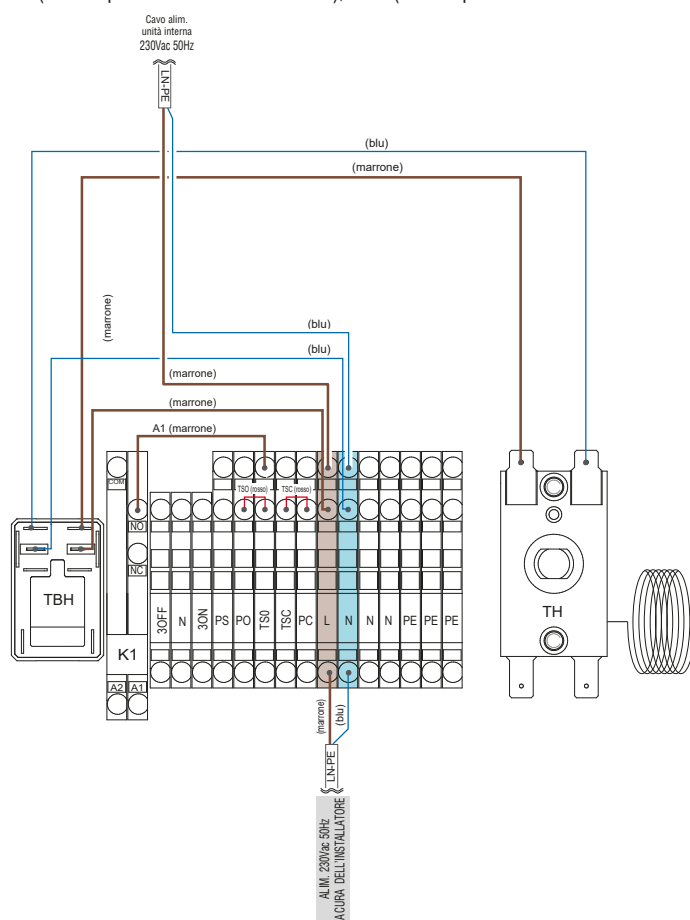 Cavo alim.
unità interna
230Vac 50Hz
LN-PE
(blu)
(marrone)
(marrone)
(blu)
(blu)
(marrone)
(marrone)
A1 (marrone)
COM
TSO (rosso)
TSC (rosso)
NO
NC
TBH
3OFF
N
3ON
PS
PO
TS0
TSC
PC
L
N
N
N
PE
PE
PE
TH
K1
A2
A1
(marrone)
(blu)
LN-PE
ALIM. 230Vac 50Hz
A CURA DELL'INSTALLATORE